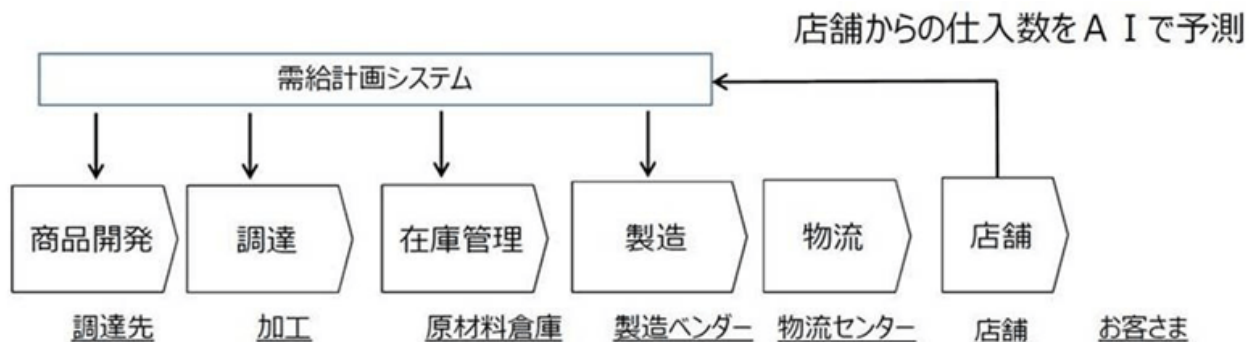 店舗からの仕入数をＡＩで予測
需給計画システム
商品開発
調達
在庫管理
製造
物流
店舗
調達先
加工
原材料倉庫
製造ベンダー
物流センター
店舗
お客さま